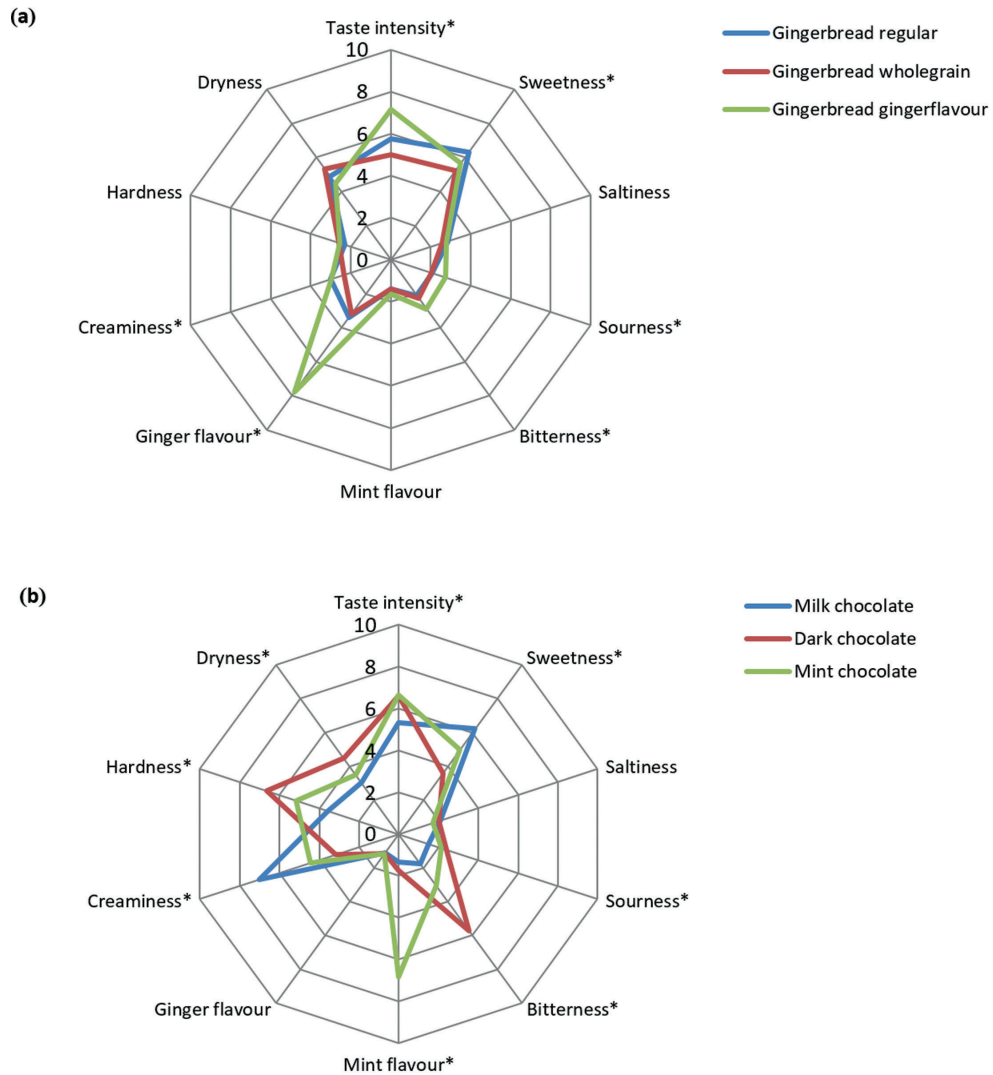 (a)
Taste intensity*
Gingerbread regular
Gingerbread wholegrain
Gingerbread gingerflavour
10
8
6
4
2
0
Dryness
Sweetness*
Hardness
Saltiness
Creaminess*
Sourness*
Ginger flavour*
Bitterness*
Mint flavour
(b)
Taste intensity*
Milk chocolate
Dark chocolate
Mint chocolate
10
8
6
4
2
0
Dryness*
Sweetness*
Hardness*
Saltiness
Creaminess*
Sourness*
Ginger flavour
Bitterness*
Mint flavour*